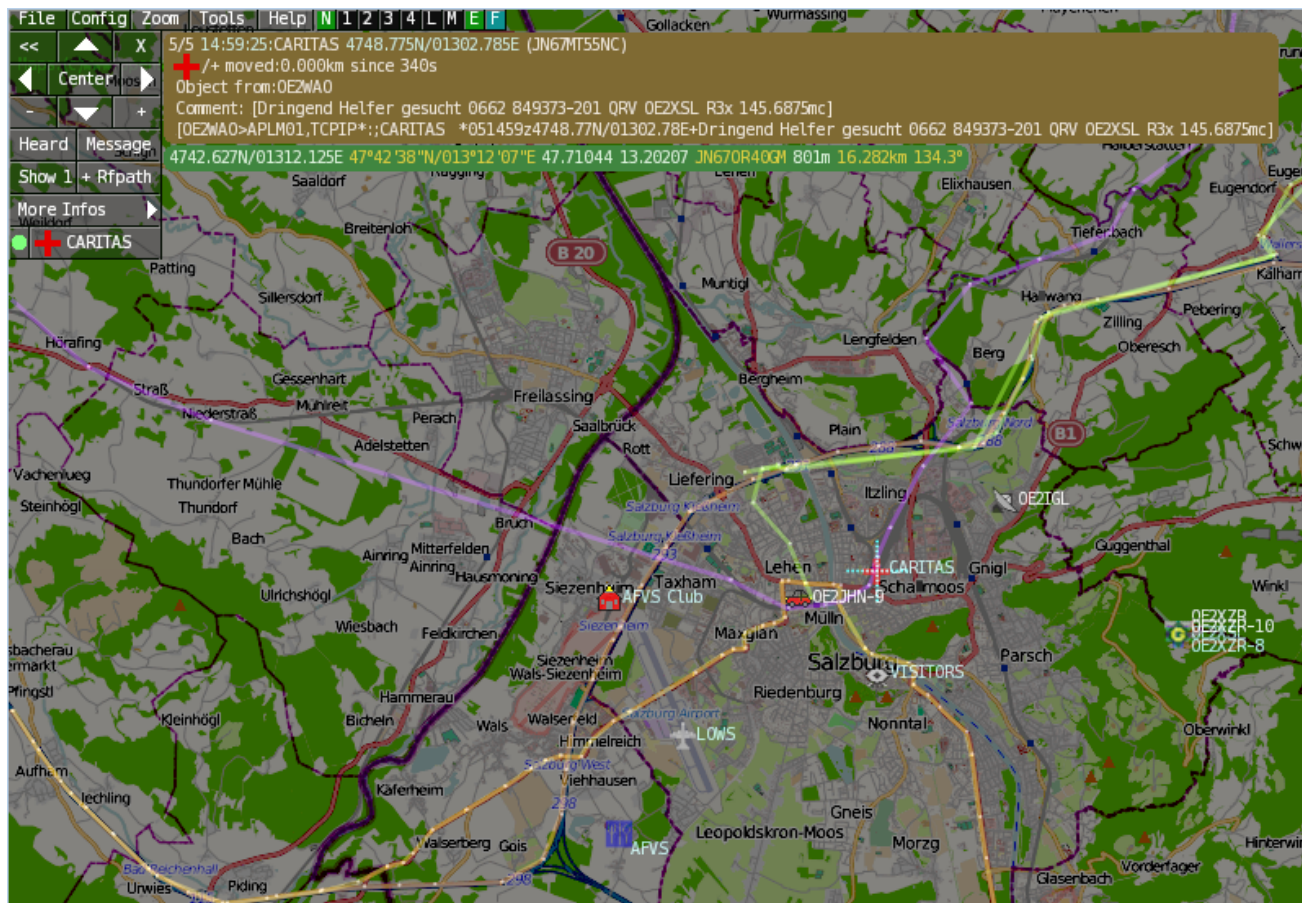 File Config Zoom Tools Help N 1 2 3 4 L M E F
<< X
Center
- +
Heard Message
Show 1 + Rfpath
More Infos
CARITAS
5/5 14:59:25:CARITAS 4748.775N/01302.785E (JN67MT55NC)
/+ moved:0.000km since 340s
Object from:OE2WAO
Comment: [Dringend Helfer gesucht 0662 849373-201 QRV OE2XSL R3x 145.6875mc]
[OE2WAO>APLM01,TCPIP*:;CARITAS *051459z4748.77N/01302.78E+Dringend Helfer gesucht 0662 849373-201 QRV OE2XSL R3x 145.6875mc]
4742.627N/01312.125E 47°42'38"N/013°12'07"E 47.71044 13.20207 JN67OR40GM 801m 16.282km 134.3°
Gollacken
Wurmassing
Saaldorf
Elixhausen
Eugendorf
Breitenloh
Tiefenbach
B 20
Patting
Kalham
Muntigl
Sillersdorf
Hallwang
Pebering
Zilling
Hörafing
Lengfelden
Berg
Oberesch
Gessenhart
Bergheim
Straß
Freilassing
Mühlreit
Niederstraß
Perach
Saalbrück
Plain
Salzburg Nord
288
B1
Adelstetten
Rott
288
Vachenlueg
Thundorfer Mühle
Liefering
Itzling
Steinhögl
Thundorf
Salzburg Kleßheim
OE2IGL
Bruch
Bach
Salzburg Kleßheim
293
Mitterfelden
Ainring
Ainring
Guggenthal
Hausmoning
Lehen
CARITAS
Gnigl
Siezenheim
Taxham
Schallmoos
Winkl
Ulrichshögl
AFVS Club
OE2JHN-9
Mülln
OE2XZR
OE2XZR-10
OE2XZR-8
Wiesbach
Feldkirchen
Siezenheim
Maxglan
Parsch
Siezenheim
Wals-Siezenheim
Salzburg
VISITORS
Pfingstl
Hammerau
Riedenburg
Kleinhögl
Bicheln
Wals
Walserfeld
Salzburg Airport
Nonntal
Oberwinkl
Himmelreich
LOWS
Aufham
Salzburg West
Viehhausen
Jechling
Käferheim
298
Gneis
Walserberg
Gois
AFVS
Leopoldskron-Moos
Morzg
Bad Reichenhall
Vorderfager
Urwies
Piding
298
Glasenbach